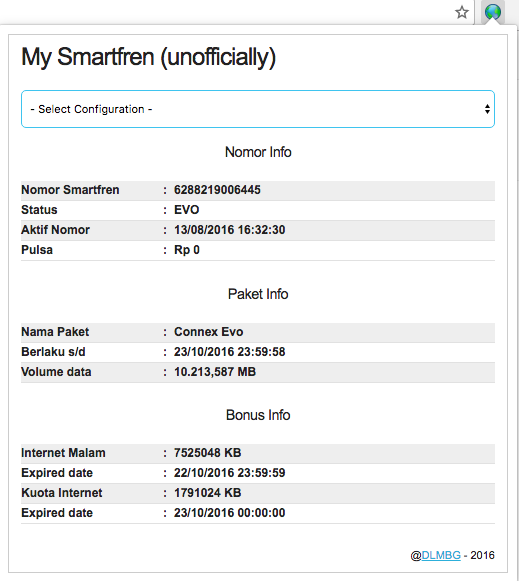 My Smartfren (unofficially)
- Select Configuration -
Nomor Info
Nomor Smartfren : 6288219006445
Status : EVO
Aktif Nomor : 13/08/2016 16:32:30
Pulsa : Rp 0
Paket Info
Nama Paket : Connex Evo
Berlaku s/d : 23/10/2016 23:59:58
Volume data : 10.213,587 MB
Bonus Info
Internet Malam : 7525048 KB
Expired date : 22/10/2016 23:59:59
Kuota Internet : 1791024 KB
Expired date : 23/10/2016 00:00:00
@DLMBG - 2016